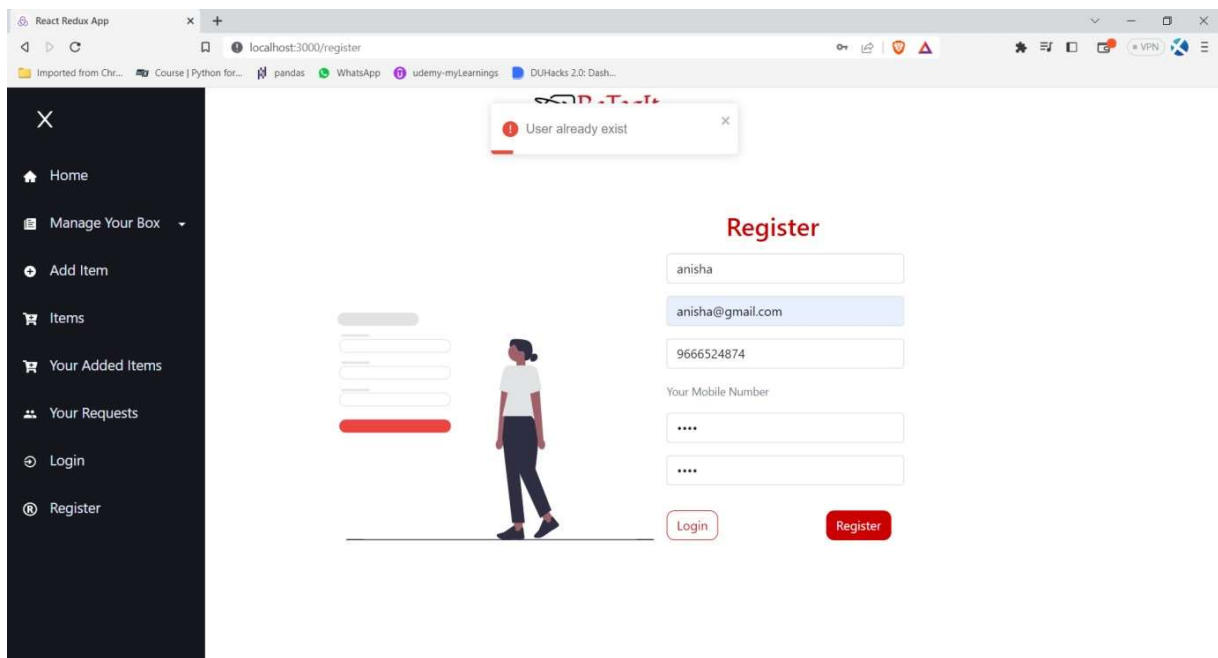 React Redux App
localhost:3000/register
VPN
Imported from Chr... Course | Python for... pandas WhatsApp udemy-myLearnings DUHacks 2.0: Dash...
X
ReTagIt
User already exist
Home
Manage Your Box
Add Item
Items
Your Added Items
Your Requests
Login
Register
Register
anisha
anisha@gmail.com
9666524874
Your Mobile Number
••••
••••
Login
Register